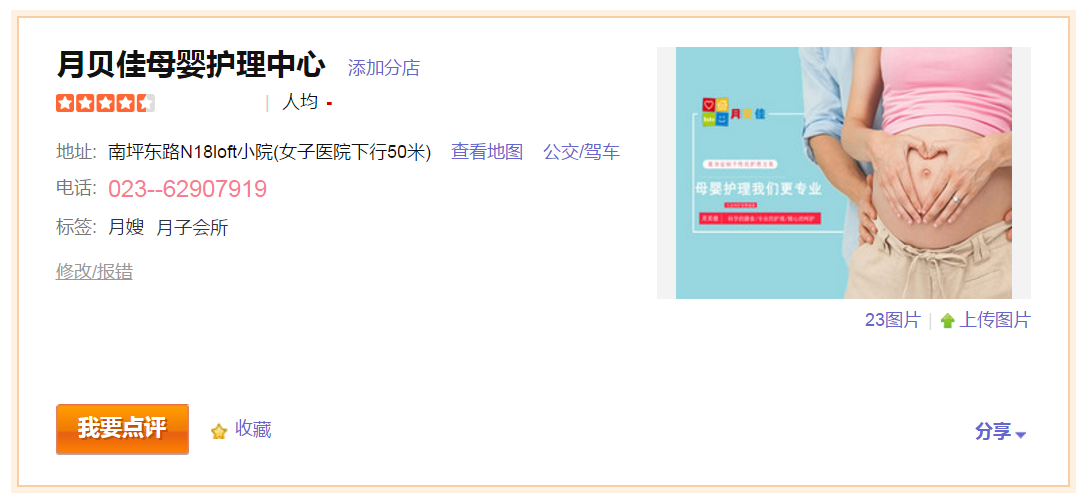 月贝佳母婴护理中心 添加分店
| 人均 -
地址: 南坪东路N18loft小院(女子医院下行50米) 查看地图 公交/驾车
电话: 023--62907919
标签: 月嫂 月子会所
修改/报错
月贝佳
母婴护理我们更专业
23图片 | 上传图片
我要点评 收藏
分享